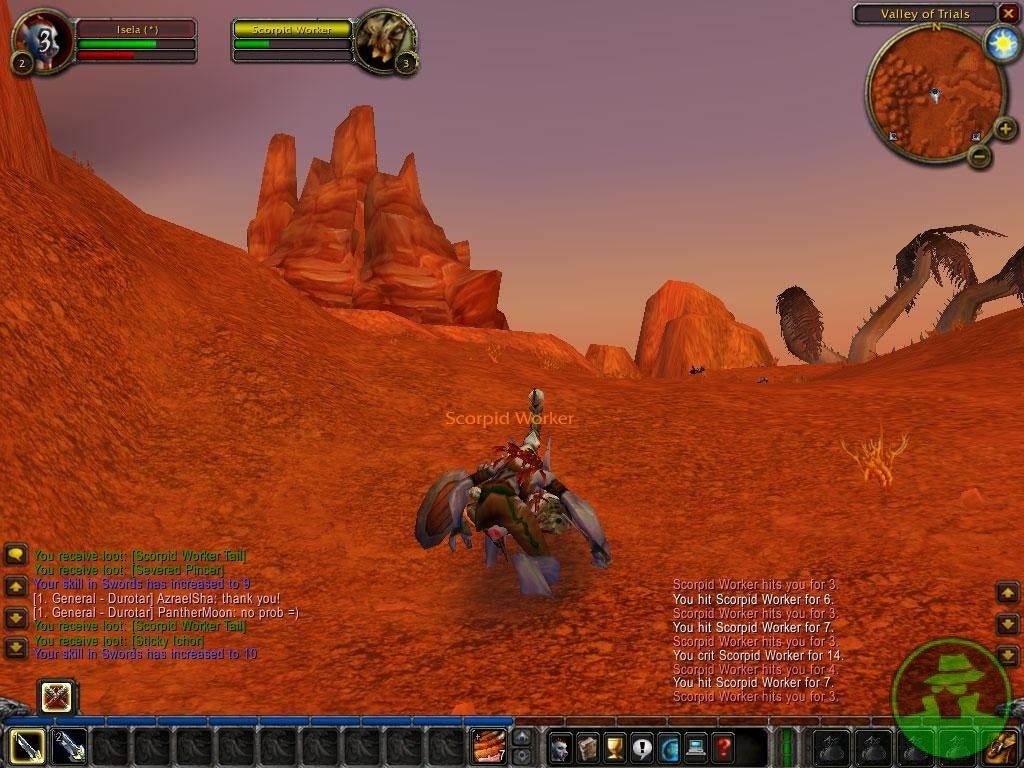 Isela (*)
3
2
Scorpid Worker
3
Valley of Trials
N
Scorpid Worker
You receive loot: [Scorpid Worker Tail]
You receive loot: [Severed Pincer]
Your skill in Swords has increased to 9
[1. General - Durotar] AzraelSha: thank you!
[1. General - Durotar] PantherMoon: no prob =)
You receive loot: [Scorpid Worker Tail]
You receive loot: [Sticky Ichor]
Your skill in Swords has increased to 10
Scorpid Worker hits you for 3.
You hit Scorpid Worker for 6.
Scorpid Worker hits you for 3.
You hit Scorpid Worker for 7.
Scorpid Worker hits you for 3.
You crit Scorpid Worker for 14.
Scorpid Worker hits you for 4.
You hit Scorpid Worker for 7.
Scorpid Worker hits you for 3.
2
7
!
?